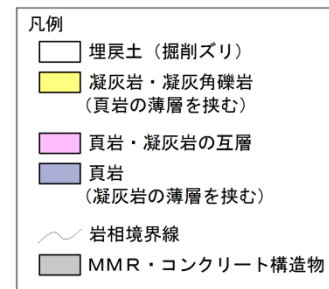 凡例
埋戻土（掘削ズリ）
凝灰岩・凝灰角礫岩
(頁岩の薄層を挟む)
頁岩・凝灰岩の互層
頁岩
(凝灰岩の薄層を挟む)
岩相境界線
ＭＭＲ・コンクリート構造物